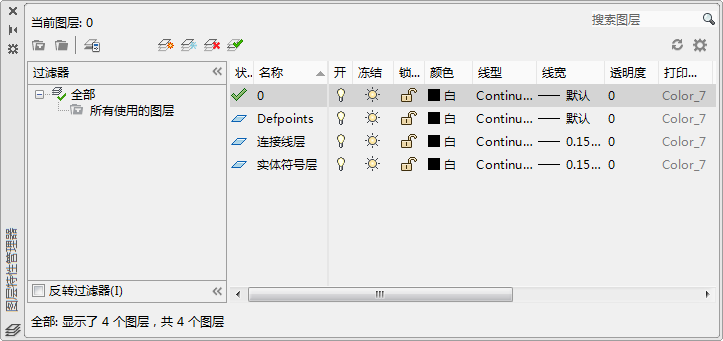 当前图层: 0
搜索图层
过滤器
全部
所有使用的图层
反转过滤器(I)
状.. 名称 开 冻结 锁... 颜色 线型 线宽 透明度 打印...
0 白 Continu... 默认 0 Color_7
Defpoints 白 Continu... 默认 0 Color_7
连接线层 白 Continu... 0.15... 0 Color_7
实体符号层 白 Continu... 0.15... 0 Color_7
全部: 显示了 4 个图层，共 4 个图层
图层特性管理器